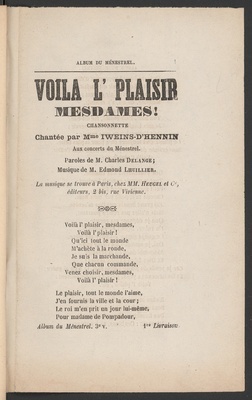 ALBUM DU MÉNESTREL.
VOILA L' PLAISIR
MESDAMES!
CHANSONNETTE
Chantée par Mme IWEINS-D'HENNIN
Aux concerts du Ménestrel.
Paroles de M. Charles DELANGE;
Musique de M. Edmond LHUILLIER.
La musique se trouve à Paris, chez MM. HEUGEL et Ce,
éditeurs, 2 bis, rue Vivienne.
Voilà l' plaisir, mesdames,
Voilà l' plaisir!
Qu'ici tout le monde
M'achète à la ronde,
Je suis la marchande,
Que chacun commande,
Venez choisir, mesdames,
Voilà l' plaisir!
Le plaisir, tout le monde l'aime,
J'en fournis la ville et la cour;
Le roi m'en prit un jour lui-même,
Pour madame de Pompadour,
Album du Ménestrel. 3e v. 1re Livraison